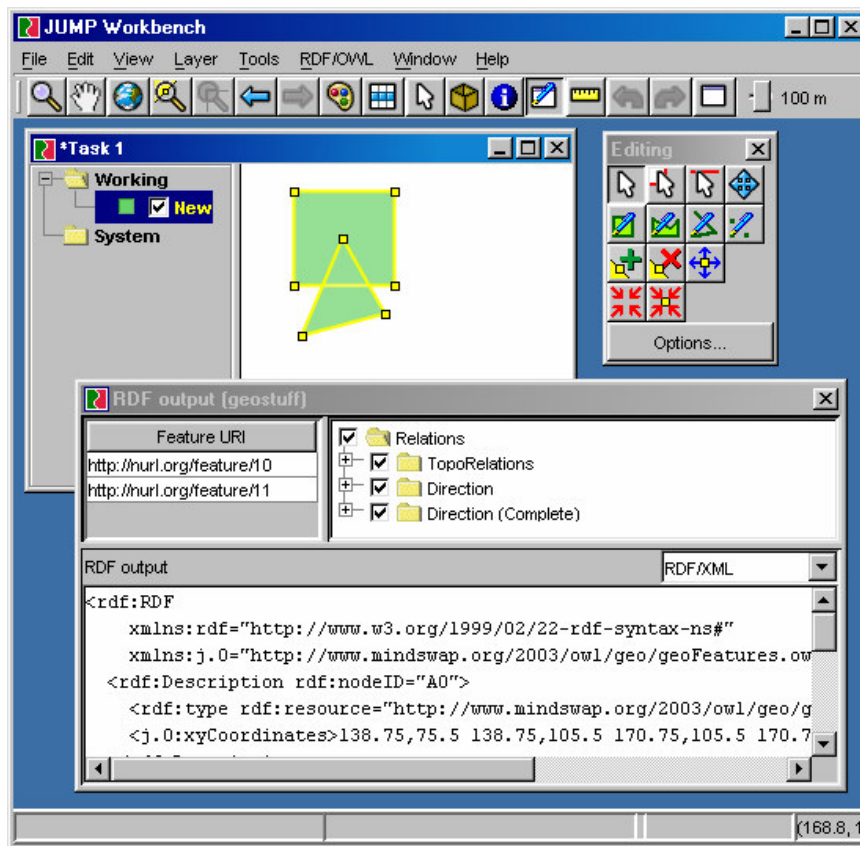 JUMP Workbench
File Edit View Layer Tools RDF/OWL Window Help
100 m
*Task 1
Working
New
System
Editing
Options...
RDF output (geostuff)
Feature URI
http://nurl.org/feature/10
http://nurl.org/feature/11
Relations
TopoRelations
Direction
Direction (Complete)
RDF output
RDF/XML
<rdf:RDF
xmlns:rdf="http://www.w3.org/1999/02/22-rdf-syntax-ns#"
xmlns:j.0="http://www.mindswap.org/2003/owl/geo/geoFeatures.ow
<rdf:Description rdf:nodeID="A0">
<rdf:type rdf:resource="http://www.mindswap.org/2003/owl/geo/g
<j.0:xyCoordinates>138.75,75.5 138.75,105.5 170.75,105.5 170.7
(168.8, 1